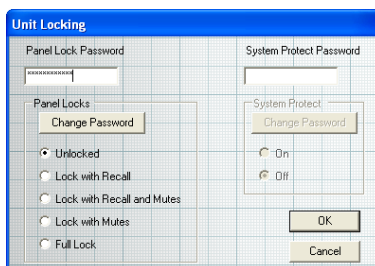 Unit Locking
Panel Lock Password
System Protect Password
************
Panel Locks
Change Password
Unlocked
Lock with Recall
Lock with Recall and Mutes
Lock with Mutes
Full Lock
System Protect
Change Password
On
Off
OK
Cancel